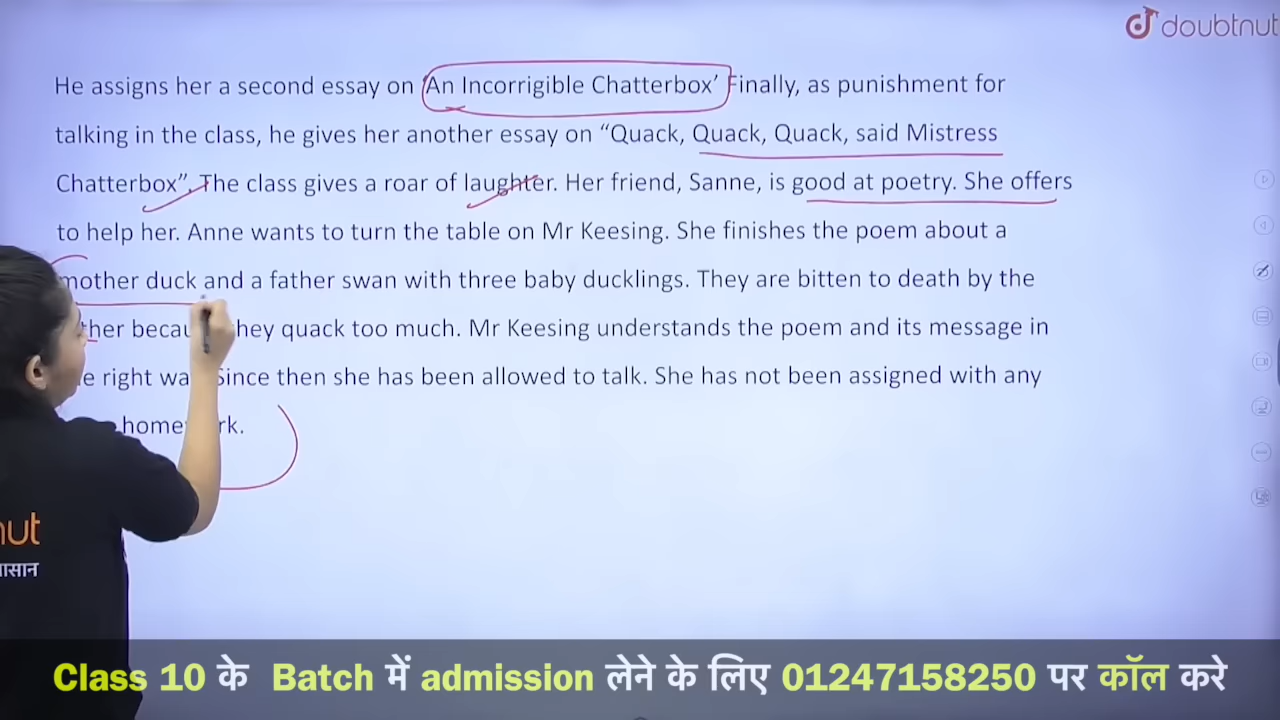 doubtnut
He assigns her a second essay on ‘An Incorrigible Chatterbox’ Finally, as punishment for
talking in the class, he gives her another essay on “Quack, Quack, Quack, said Mistress
Chatterbox”. The class gives a roar of laughter. Her friend, Sanne, is good at poetry. She offers
to help her. Anne wants to turn the table on Mr Keesing. She finishes the poem about a
mother duck and a father swan with three baby ducklings. They are bitten to death by the
because they quack too much. Mr Keesing understands the poem and its message in
right way. Since then she has been allowed to talk. She has not been assigned with any
homework.
Class 10 के Batch में admission लेने के लिए 01247158250 पर कॉल करे